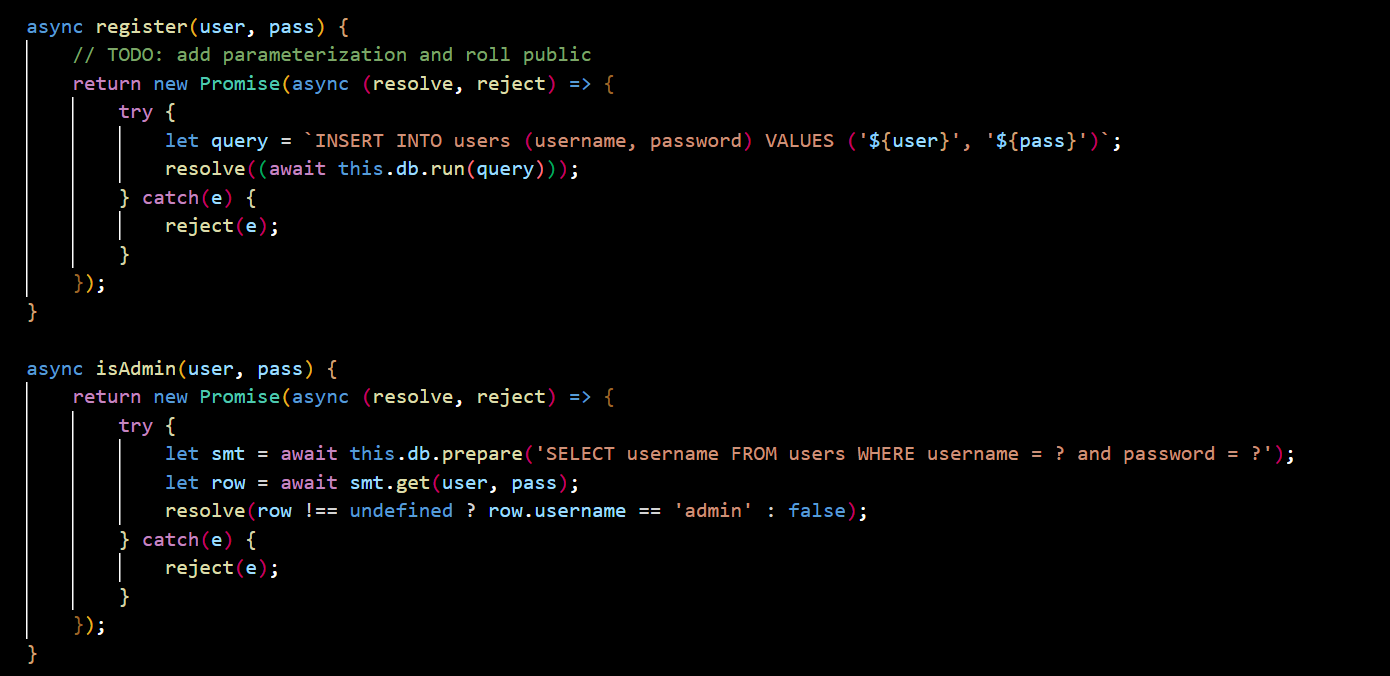 async register(user, pass) {
    // TODO: add parameterization and roll public
    return new Promise(async (resolve, reject) => {
        try {
            let query = `INSERT INTO users (username, password) VALUES ('${user}', '${pass}')`;
            resolve((await this.db.run(query)));
        } catch(e) {
            reject(e);
        }
    });
}

async isAdmin(user, pass) {
    return new Promise(async (resolve, reject) => {
        try {
            let smt = await this.db.prepare('SELECT username FROM users WHERE username = ? and password = ?');
            let row = await smt.get(user, pass);
            resolve(row !== undefined ? row.username == 'admin' : false);
        } catch(e) {
            reject(e);
        }
    });
}